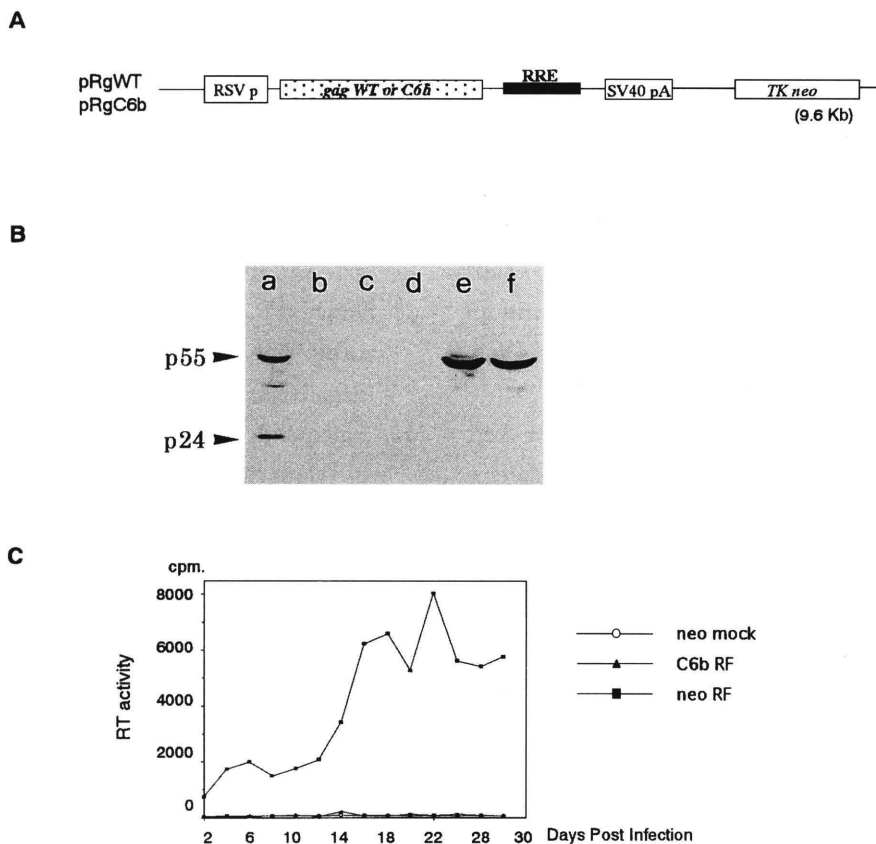 A
pRgWT
pRgC6b
RSV p
gag WT or C6b
RRE
SV40 pA
TK neo
(9.6 Kb)
B
a b c d e f
p55
p24
C
cpm.
8000
6000
4000
2000
0
RT activity
2 6 10 14 18 22 28 30 Days Post Infection
neo mock
C6b RF
neo RF